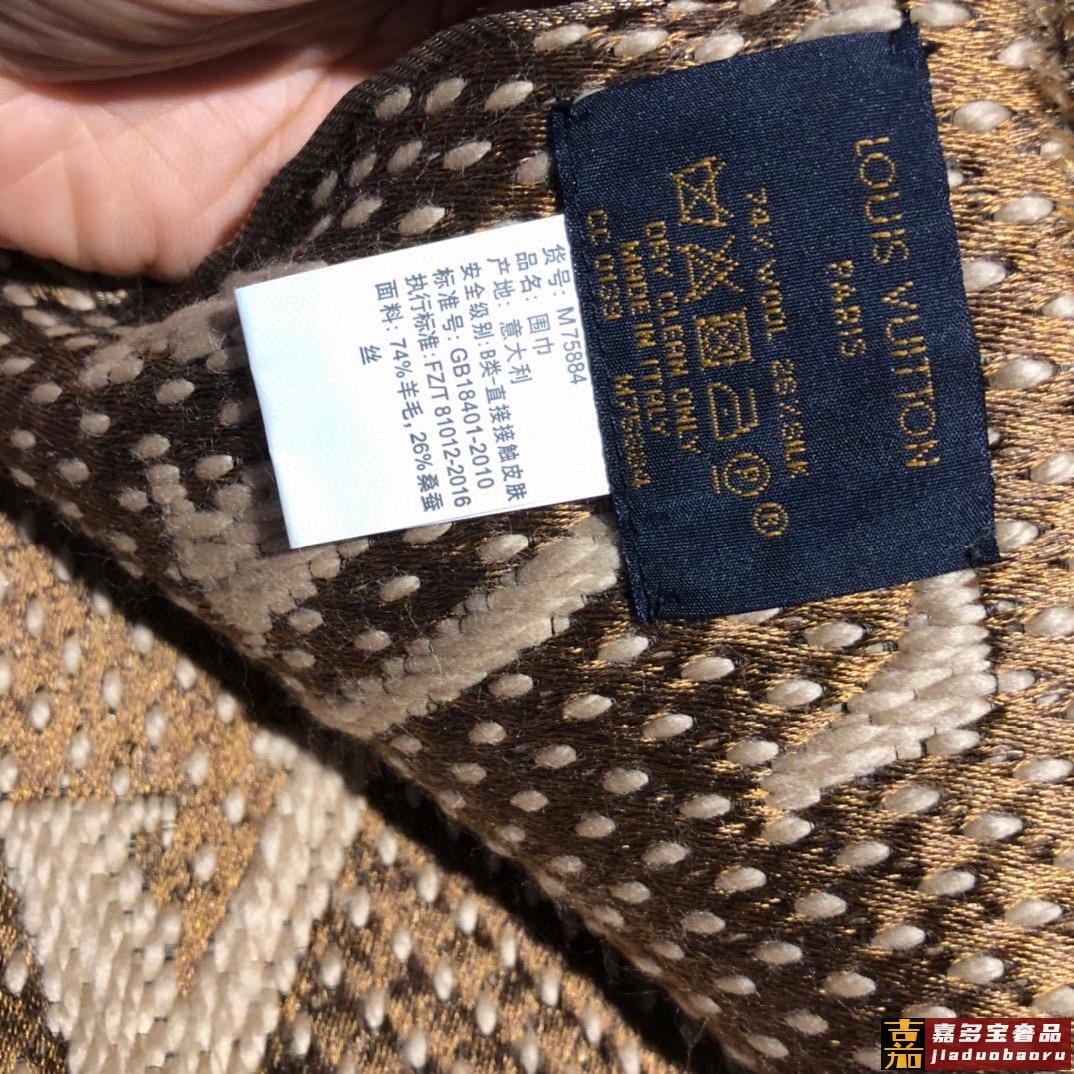 LOUIS VUITTON
PARIS
74% WOOL 26% SILK
DRY CLEAN ONLY
MADE IN ITALY
货号: M75884
品名: 围巾
产地: 意大利
安全级别:B类-直接接触皮肤
标准号: GB18401-2010
执行标准:FZ/T 81012-2016
面料: 74%羊毛, 26%桑蚕
丝
吉茄
嘉多宝奢品
jiaduobaoru